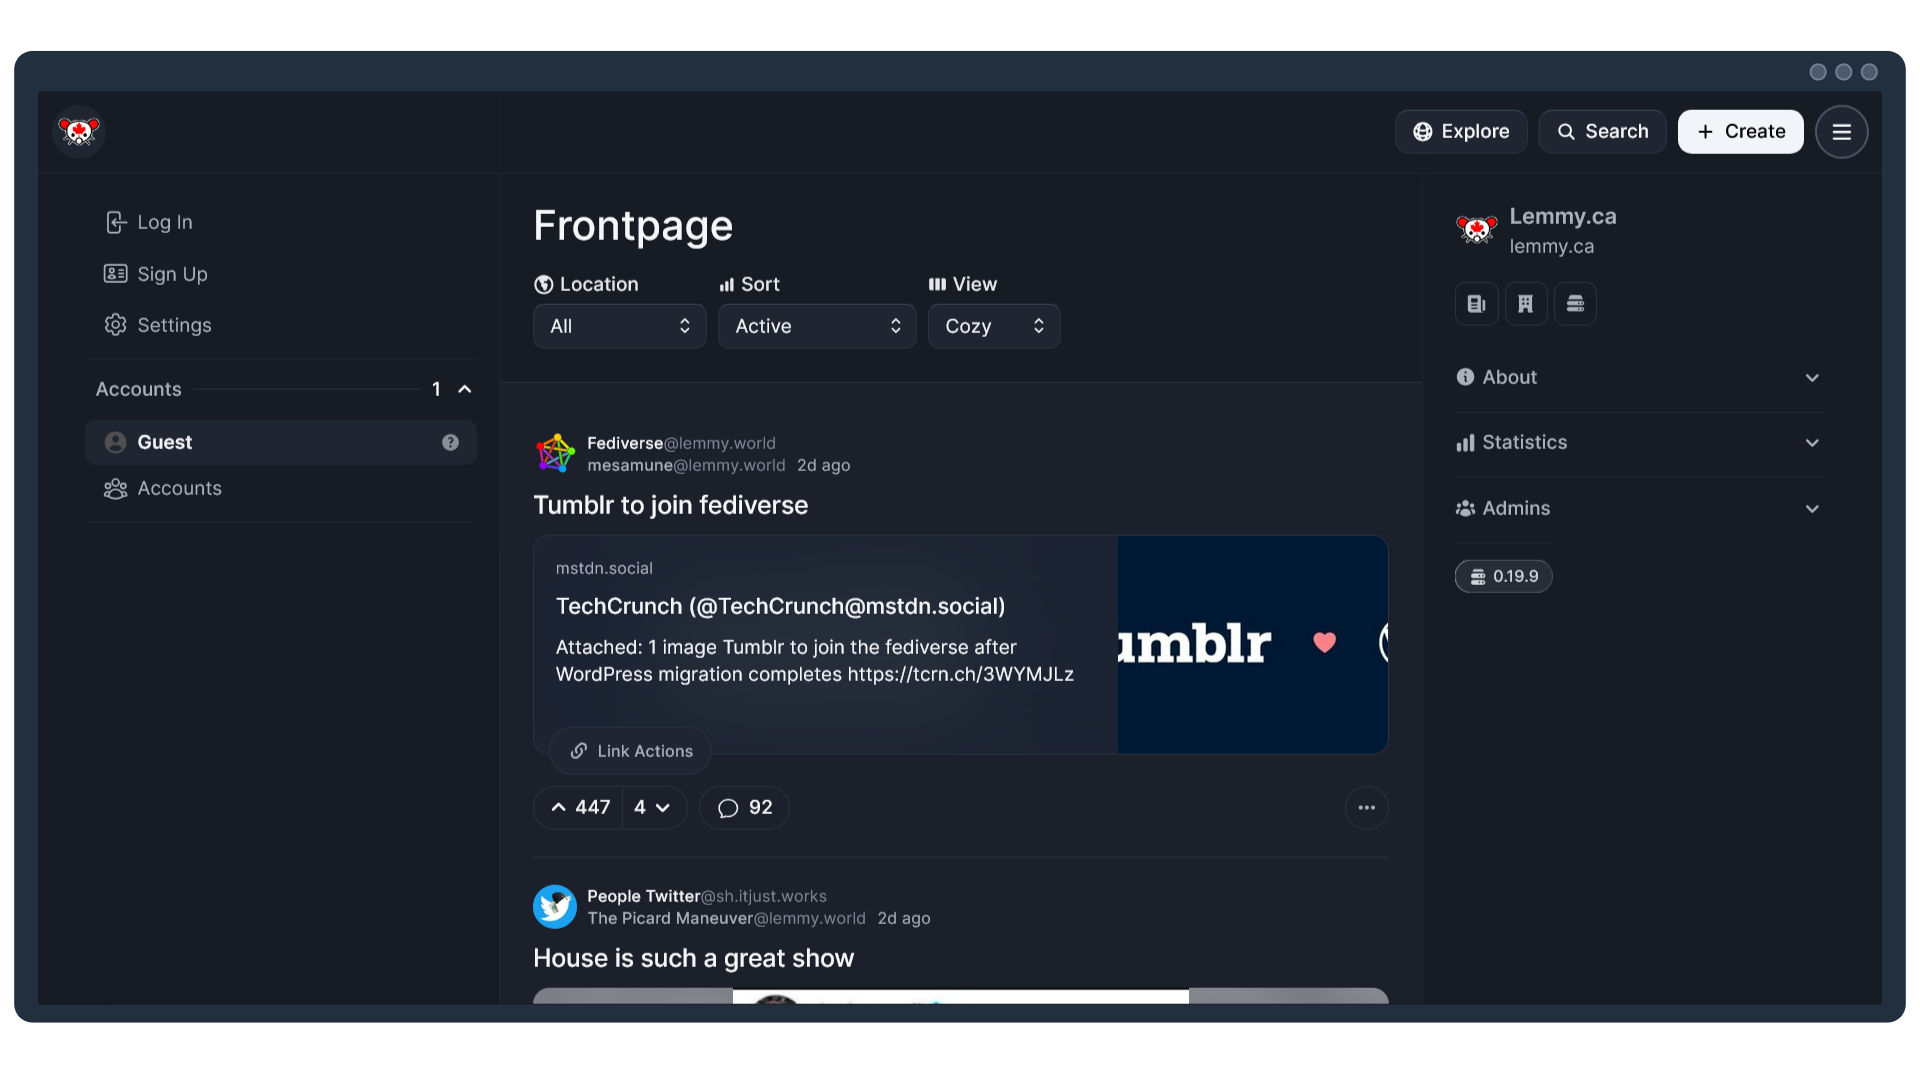 Explore
Search
Create
Log In
Sign Up
Settings
Accounts 1
Guest
Accounts
Frontpage
Location
All
Sort
Active
View
Cozy
Fediverse@lemmy.world
mesamune@lemmy.world 2d ago
Tumblr to join fediverse
mstdn.social
TechCrunch (@TechCrunch@mstdn.social)
Attached: 1 image Tumblr to join the fediverse after
WordPress migration completes https://tcrn.ch/3WYMJLz
umblr
Link Actions
447 4 92
People Twitter@sh.itjust.works
The Picard Maneuver@lemmy.world 2d ago
House is such a great show
Lemmy.ca
lemmy.ca
About
Statistics
Admins
0.19.9